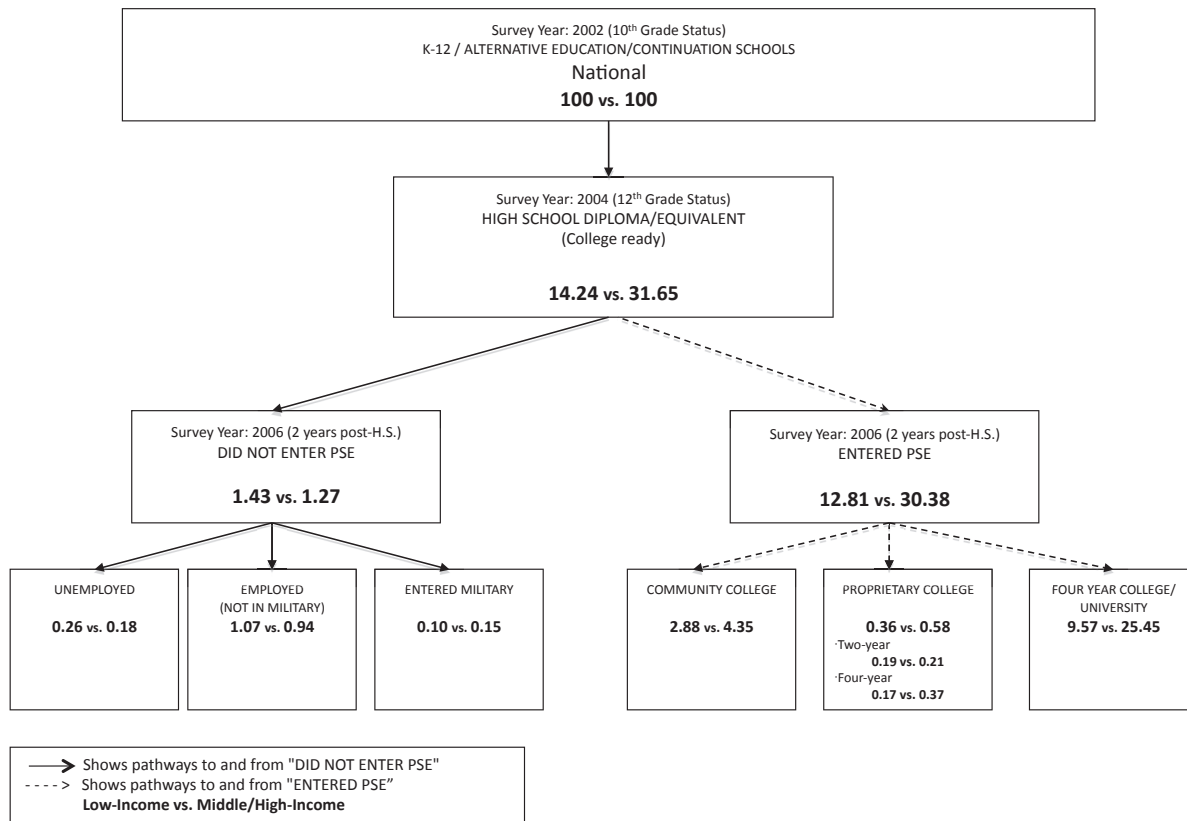 Survey Year: 2002 (10th Grade Status)
K-12 / ALTERNATIVE EDUCATION/CONTINUATION SCHOOLS
National
100 vs. 100
Survey Year: 2004 (12th Grade Status)
HIGH SCHOOL DIPLOMA/EQUIVALENT
(College ready)
14.24 vs. 31.65
Survey Year: 2006 (2 years post-H.S.)
DID NOT ENTER PSE
1.43 vs. 1.27
Survey Year: 2006 (2 years post-H.S.)
ENTERED PSE
12.81 vs. 30.38
UNEMPLOYED
0.26 vs. 0.18
EMPLOYED
(NOT IN MILITARY)
1.07 vs. 0.94
ENTERED MILITARY
0.10 vs. 0.15
COMMUNITY COLLEGE
2.88 vs. 4.35
PROPRIETARY COLLEGE
0.36 vs. 0.58
·Two-year
0.19 vs. 0.21
·Four-year
0.17 vs. 0.37
FOUR YEAR COLLEGE/
UNIVERSITY
9.57 vs. 25.45
Shows pathways to and from "DID NOT ENTER PSE"
Shows pathways to and from "ENTERED PSE”
Low-Income vs. Middle/High-Income